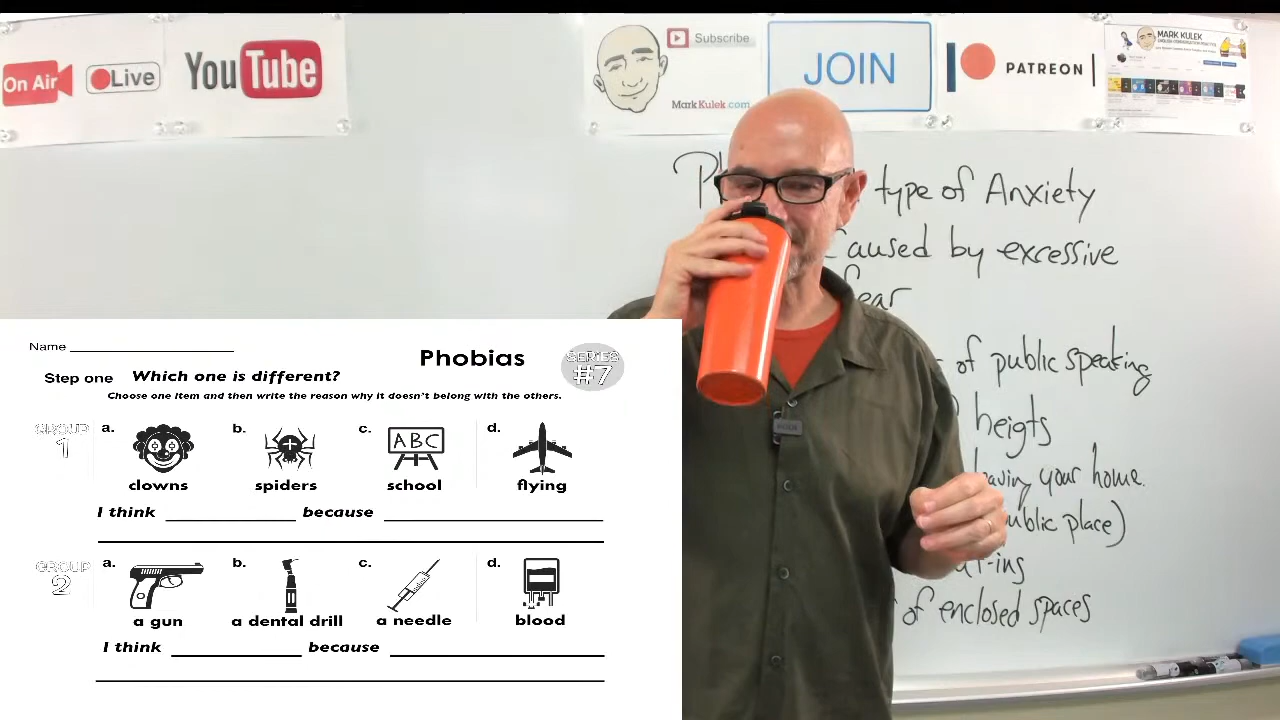 On Air
Live
YouTube
Subscribe
MarkKulek.com
JOIN
PATREON
MARK KULEK
type of Anxiety
Caused by excessive
fear
of public speaking
heigts
leaving your home.
public place)
of enclosed spaces
Name
Phobias
SERIES
#7
Step one Which one is different?
Choose one item and then write the reason why it doesn't belong with the others.
GROUP
1
a. b. c. d.
ABC
clowns spiders school flying
I think because
GROUP
2
a. b. c. d.
a gun a dental drill a needle blood
I think because